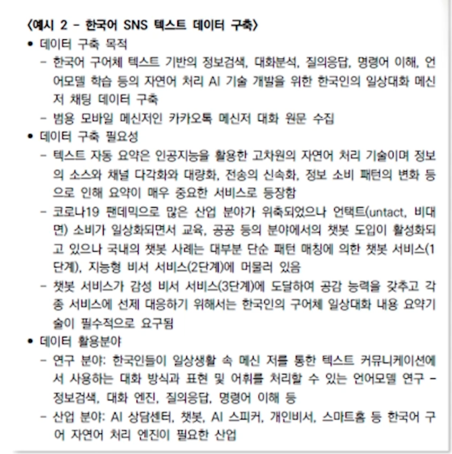 <예시 2 - 한국어 SNS 텍스트 데이터 구축>
• 데이터 구축 목적
- 한국어 구어체 텍스트 기반의 정보검색, 대화분석, 질의응답, 명령어 이해, 언
어모델 학습 등의 자연어 처리 AI 기술 개발을 위한 한국인의 일상대화 메신
저 채팅 데이터 구축
- 범용 모바일 메신저인 카카오톡 메신저 대화 원문 수집
• 데이터 구축 필요성
- 텍스트 자동 요약은 인공지능을 활용한 고차원의 자연어 처리 기술이며 정보
의 소스와 채널 다각화와 대량화, 전송의 신속화, 정보 소비 패턴의 변화 등
으로 인해 요약이 매우 중요한 서비스로 등장함
- 코로나19 팬데믹으로 많은 산업 분야가 위축되었으나 언택트(untact, 비대
면) 소비가 일상화되면서 교육, 공공 등의 분야에서의 챗봇 도입이 활성화되
고 있으나 국내의 챗봇 사례는 대부분 단순 패턴 매칭에 의한 챗봇 서비스(1
단계), 지능형 비서 서비스(2단계)에 머물러 있음
- 챗봇 서비스가 감성 비서 서비스(3단계)에 도달하여 공감 능력을 갖추고 각
종 서비스에 선제 대응하기 위해서는 한국인의 구어체 일상대화 내용 요약기
술이 필수적으로 요구됨
• 데이터 활용분야
- 연구 분야: 한국인들이 일상생활 속 메신 저를 통한 텍스트 커뮤니케이션에
서 사용하는 대화 방식과 표현 및 어휘를 처리할 수 있는 언어모델 연구 -
정보검색, 대화 엔진, 질의응답, 명령어 이해 등
- 산업 분야: AI 상담센터, 챗봇, AI 스피커, 개인비서, 스마트홈 등 한국어 구
어 자연어 처리 엔진이 필요한 산업